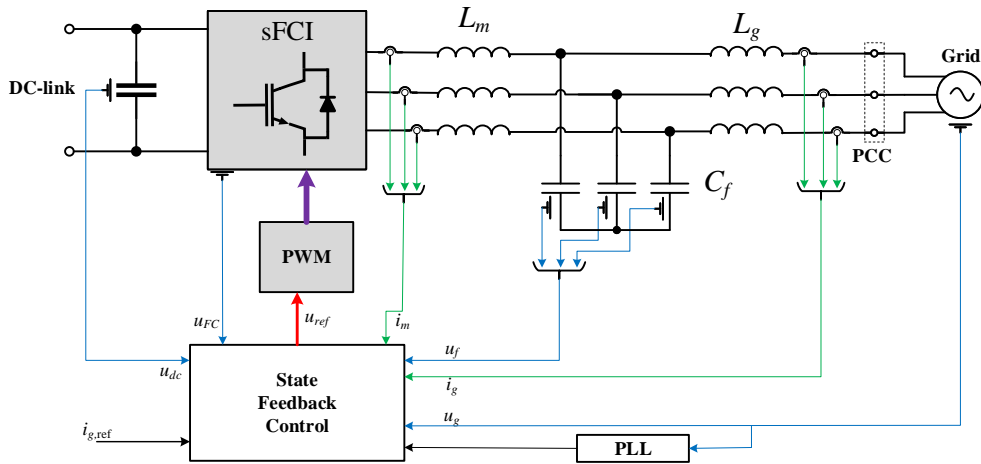 sFCI
L_m
L_g
Grid
DC-link
PCC
C_f
PWM
u_FC
u_ref
i_m
u_f
u_dc
State
Feedback
Control
i_g
i_g,ref
u_g
PLL